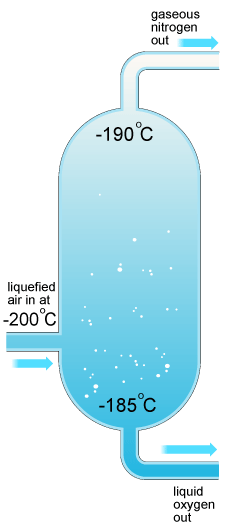 gaseous
nitrogen
out
-190°C
liquefied
air in at
-200°C
-185°C
liquid
oxygen
out